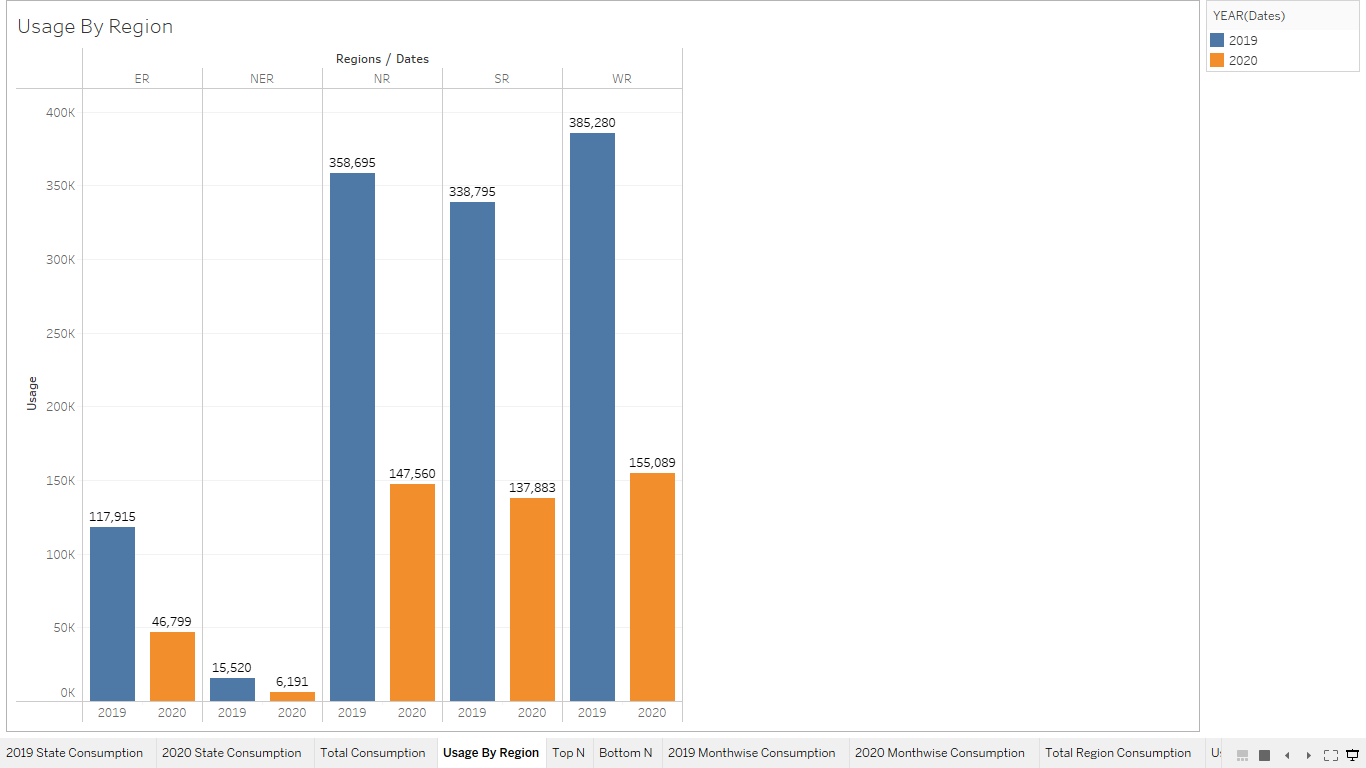 Usage By Region
YEAR(Dates)
2019
2020
Regions / Dates
ER NER NR SR WR
400K
350K
300K
250K
200K
150K
100K
50K
0K
Usage
117,915
46,799
15,520
6,191
358,695
147,560
338,795
137,883
385,280
155,089
2019 2020 2019 2020 2019 2020 2019 2020 2019 2020
2019 State Consumption 2020 State Consumption Total Consumption Usage By Region Top N Bottom N 2019 Monthwise Consumption 2020 Monthwise Consumption Total Region Consumption